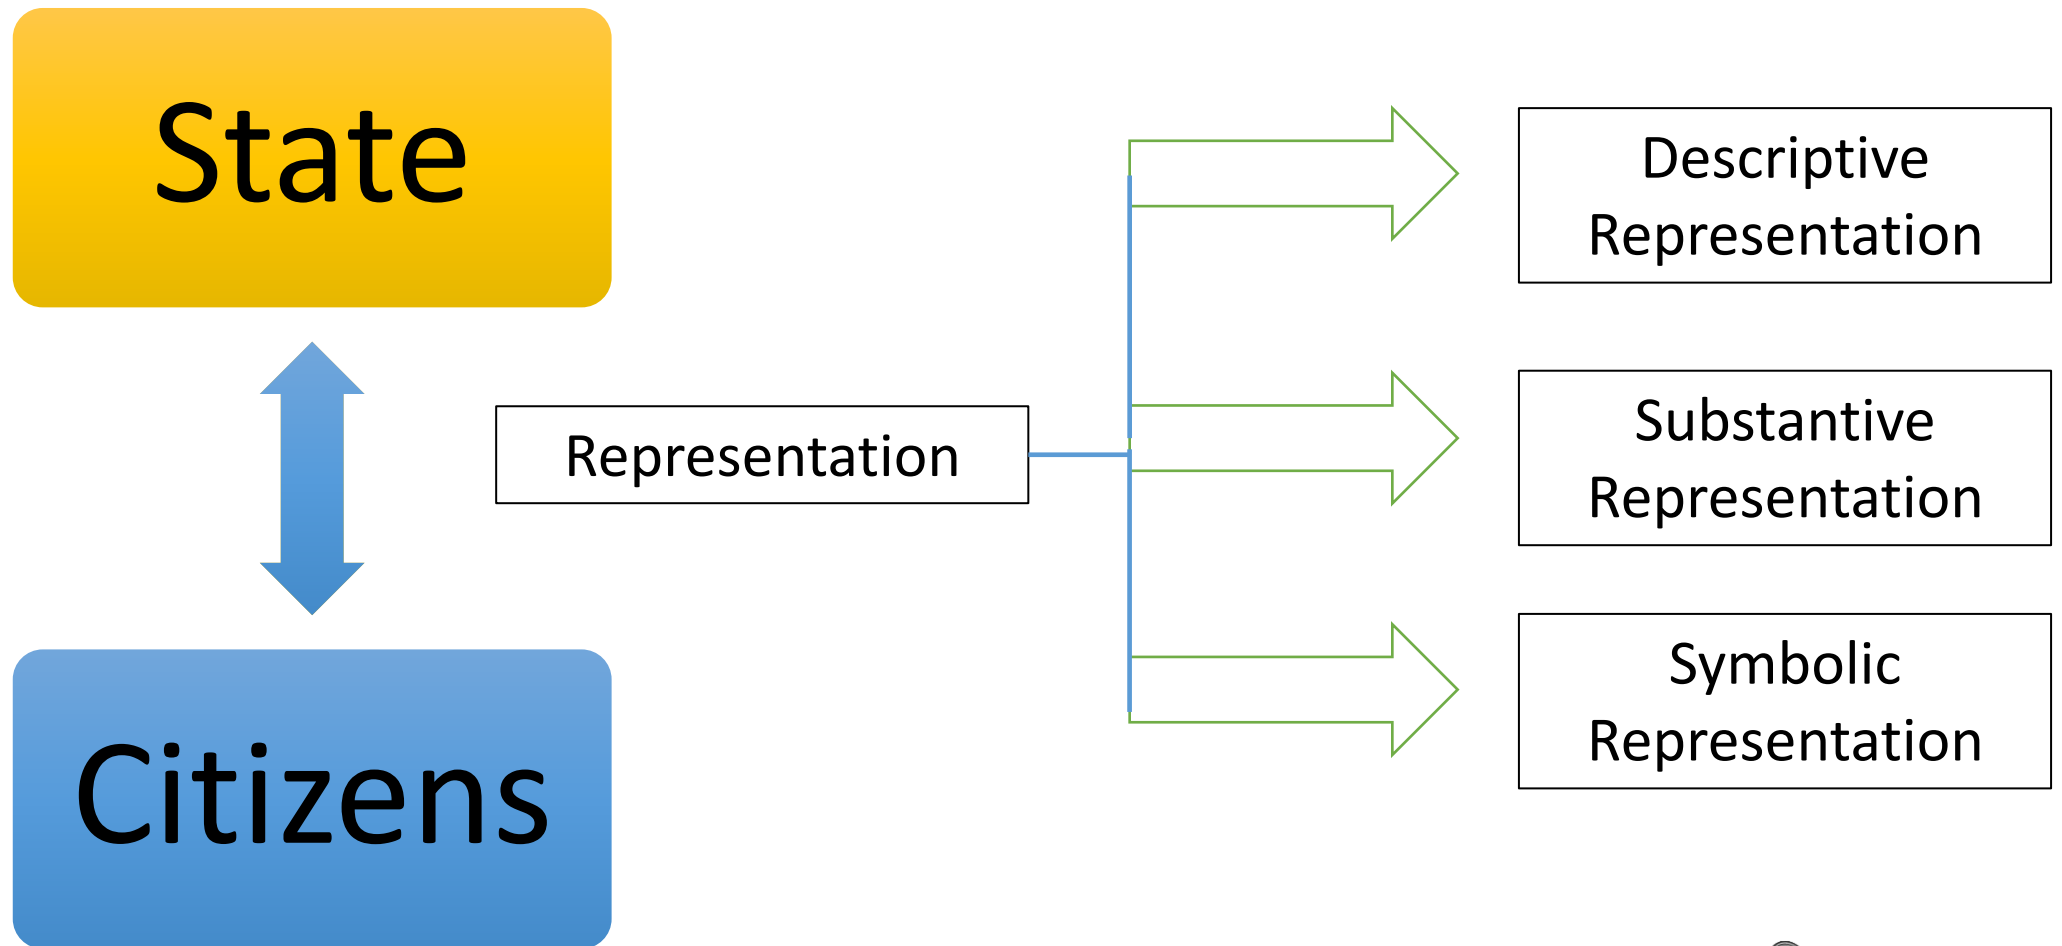 State
Citizens
Representation
Descriptive
Representation
Substantive
Representation
Symbolic
Representation